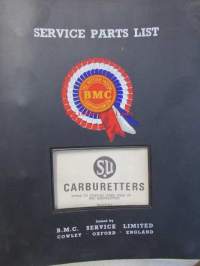 SERVICE PARTS LIST
BMC
SU
CARBURETTERS
Issued by
B.M.C. SERVICE LIMITED
COWLEY · OXFORD · ENGLAND